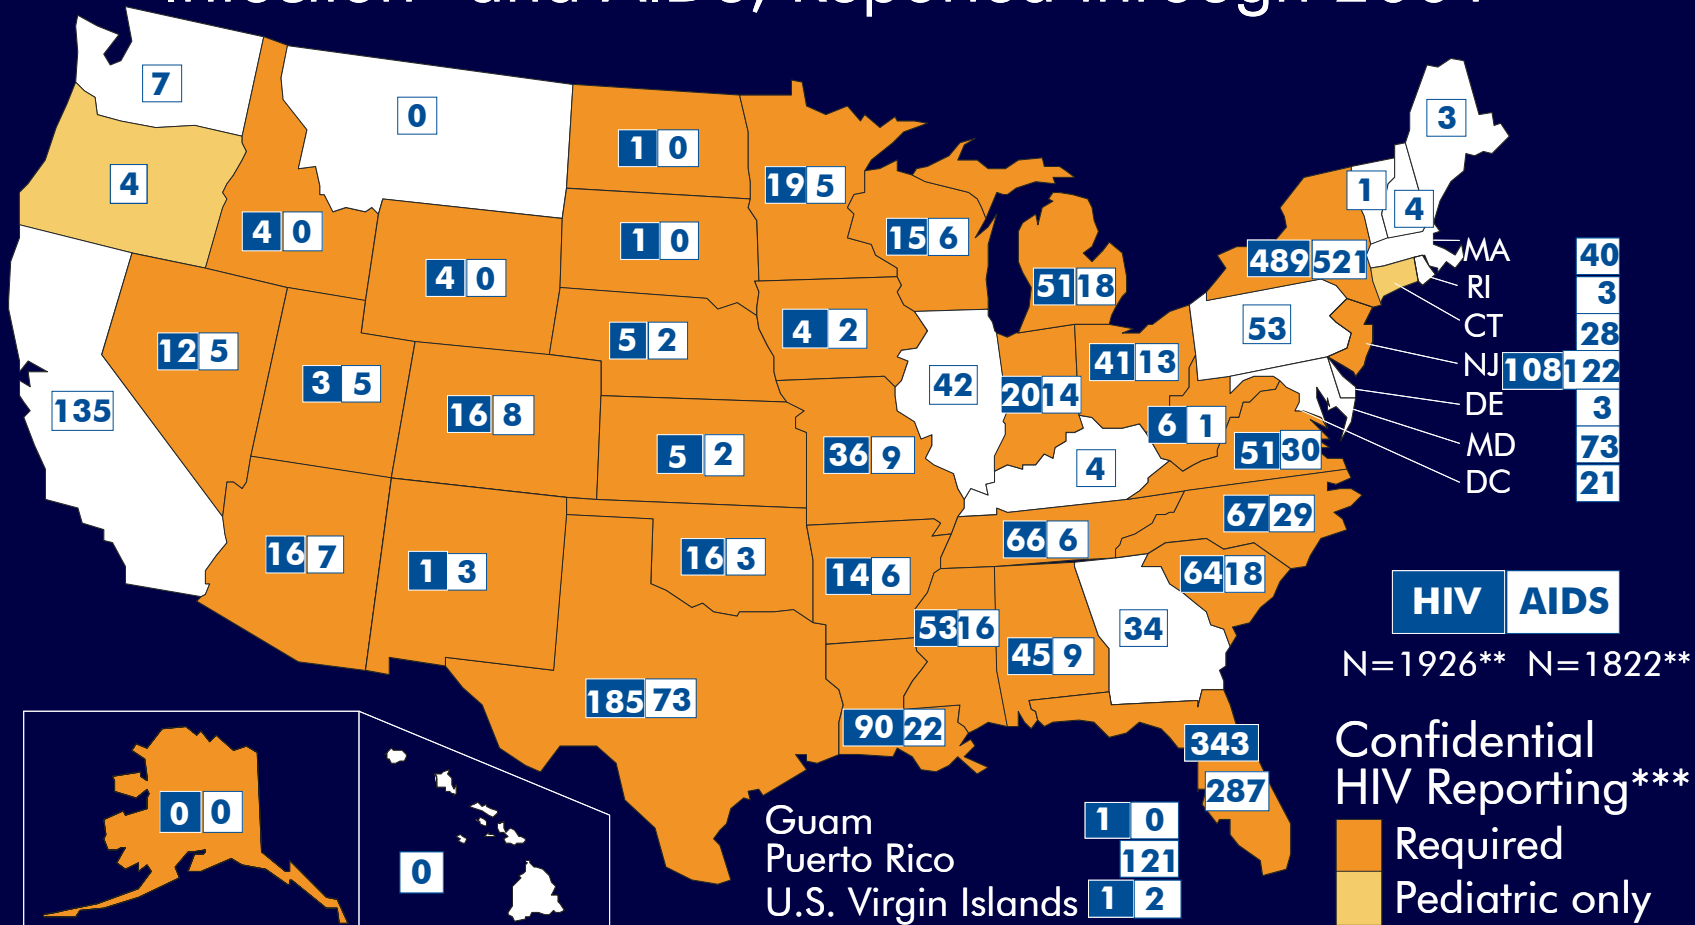 7
0
3
1 0
19 5
4
1
4
4 0
1 0
15 6
489 521
MA 40
4 0
51 18
RI 3
CT 28
12 5
5 2
4 2
53
NJ 108 122
3 5
41 13
135
16 8
42
20 14
DE 3
6 1
5 2
36 9
4
51 30
MD 73
DC 21
67 29
16 7
1 3
16 3
66 6
14 6
64 18
HIV AIDS
53 16
34
45 9
N=1926** N=1822**
185 73
90 22
343
287
Confidential
HIV Reporting***
0 0
0
Guam 1 0
Puerto Rico 121
U.S. Virgin Islands 1 2
Required
Pediatric only